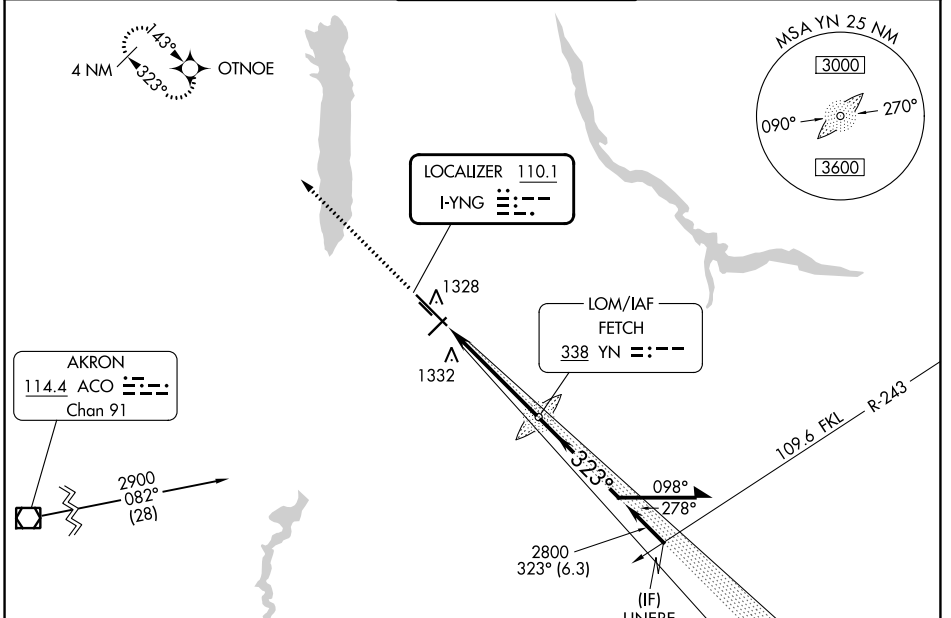 143°
4 NM
323°
OTNOE
MSA YN 25 NM
3000
090°
270°
3600
LOCALIZER 110.1
I-YNG
1328
LOM/IAF
FETCH
338 YN
1332
AKRON
114.4 ACO
Chan 91
2900
082°
(28)
109.6 FKL
R-243
323°
098°
278°
2800
323° (6.3)
(IF)